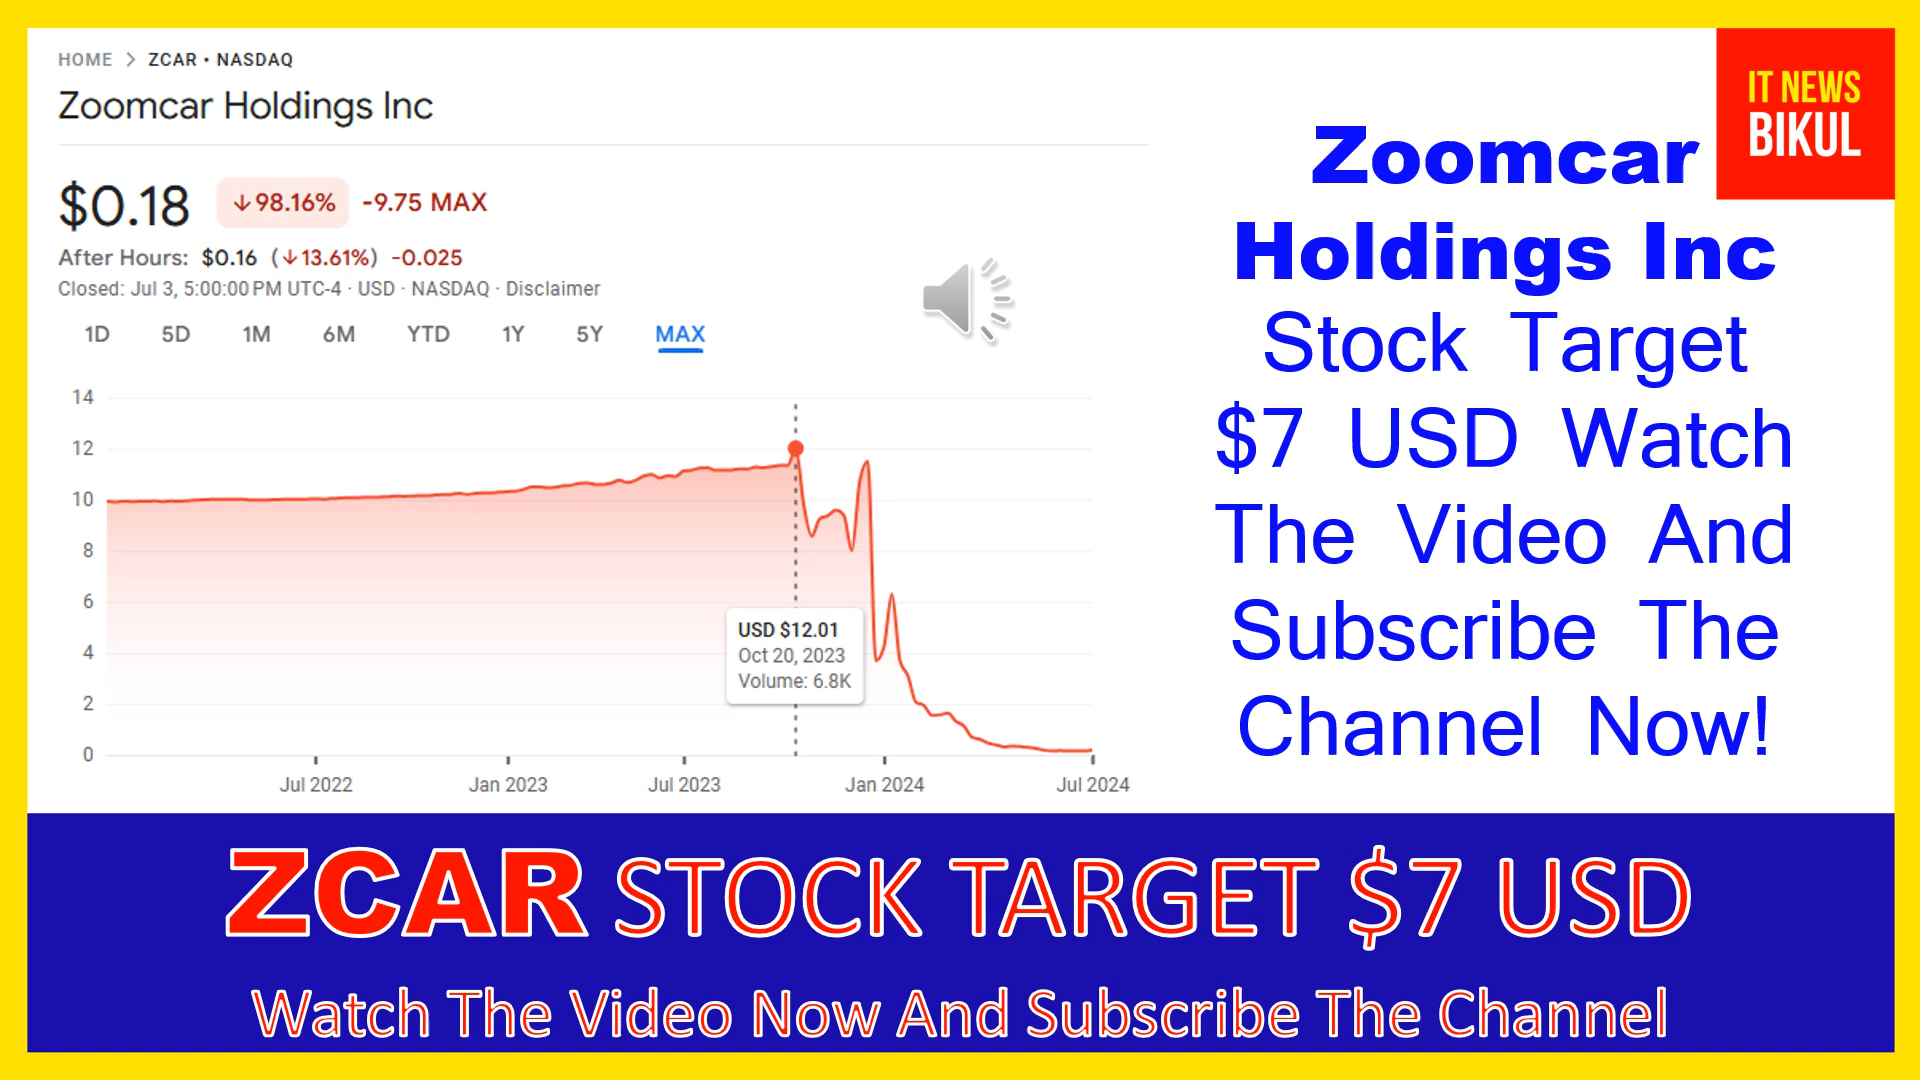 HOME > ZCAR • NASDAQ
Zoomcar Holdings Inc
$0.18 ↓98.16% -9.75 MAX
After Hours: $0.16 (↓13.61%) -0.025
Closed: Jul 3, 5:00:00 PM UTC-4 · USD · NASDAQ · Disclaimer
1D 5D 1M 6M YTD 1Y 5Y MAX
14
12
10
8
6
4
2
0
USD $12.01
Oct 20, 2023
Volume: 6.8K
Jul 2022 Jan 2023 Jul 2023 Jan 2024 Jul 2024
IT NEWS
BIKUL
Zoomcar
Holdings Inc
Stock Target
$7 USD Watch
The Video And
Subscribe The
Channel Now!
ZCAR STOCK TARGET $7 USD
Watch The Video Now And Subscribe The Channel